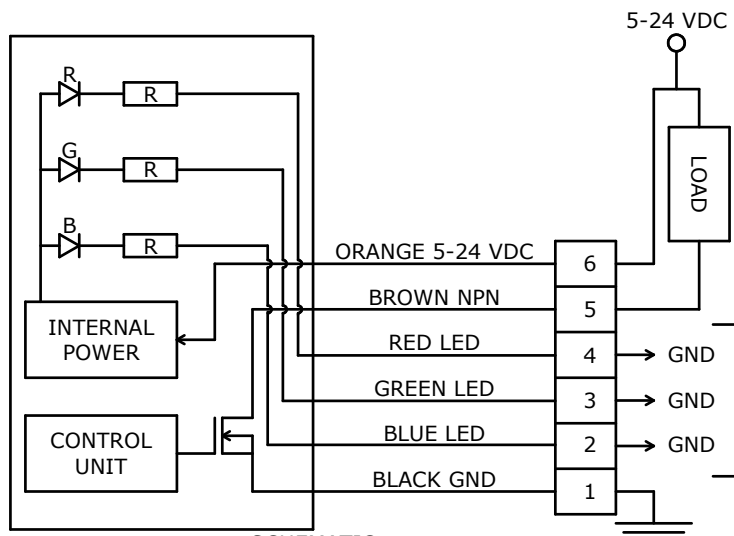 5-24 VDC
R
R
G
R
B
R
LOAD
ORANGE 5-24 VDC
6
BROWN NPN
5
INTERNAL
POWER
RED LED
4
GND
GREEN LED
3
GND
CONTROL
UNIT
BLUE LED
2
GND
BLACK GND
1